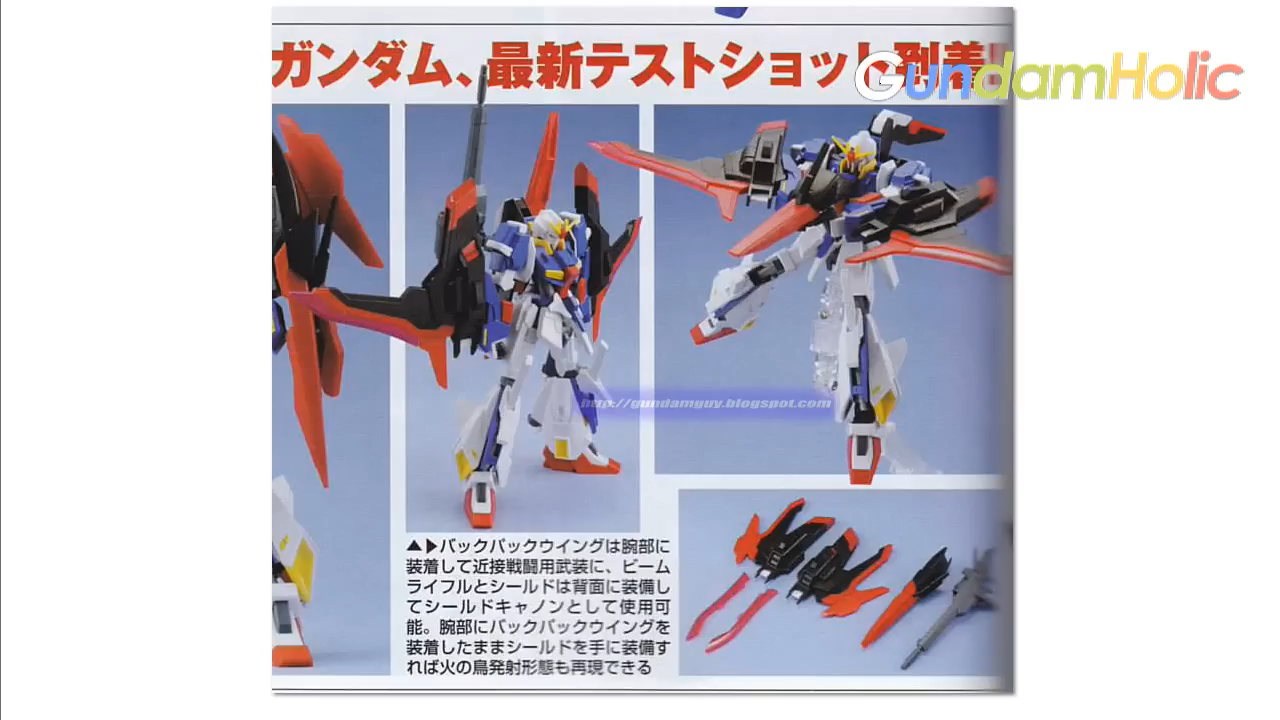 ガンダム、最新テストショット到着
GundamHolic
http://gundamguy.blogspot.com
▲▶バックパックウイングは腕部に
装着して近接戦闘用武装に、ビーム
ライフルとシールドは背面に装備し
てシールドキャノンとして使用可
能。腕部にバックパックウイングを
装着したままシールドを手に装備す
れば火の鳥発射形態も再現できる